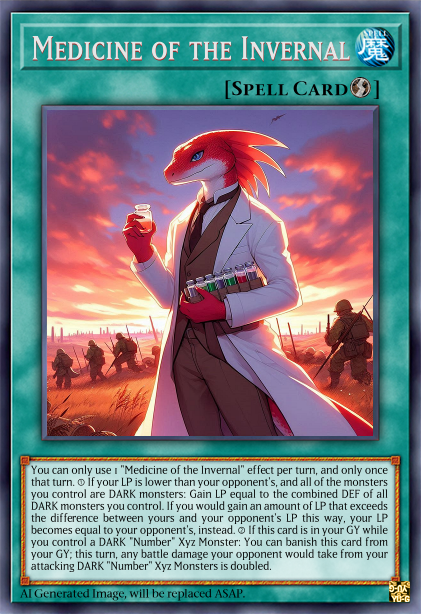 MEDICINE OF THE INVERNAL
SPELL
魔
[SPELL CARD]
You can only use 1 "Medicine of the Invernal" effect per turn, and only once
that turn. ① If your LP is lower than your opponent's, and all of the monsters
you control are DARK monsters: Gain LP equal to the combined DEF of all
DARK monsters you control. If you would gain an amount of LP that exceeds
the difference between yours and your opponent's LP this way, your LP
becomes equal to your opponent's, instead. ② If this card is in your GY while
you control a DARK "Number" Xyz Monster: You can banish this card from
your GY; this turn, any battle damage your opponent would take from your
attacking DARK "Number" Xyz Monsters is doubled.
AI Generated Image, will be replaced ASAP.